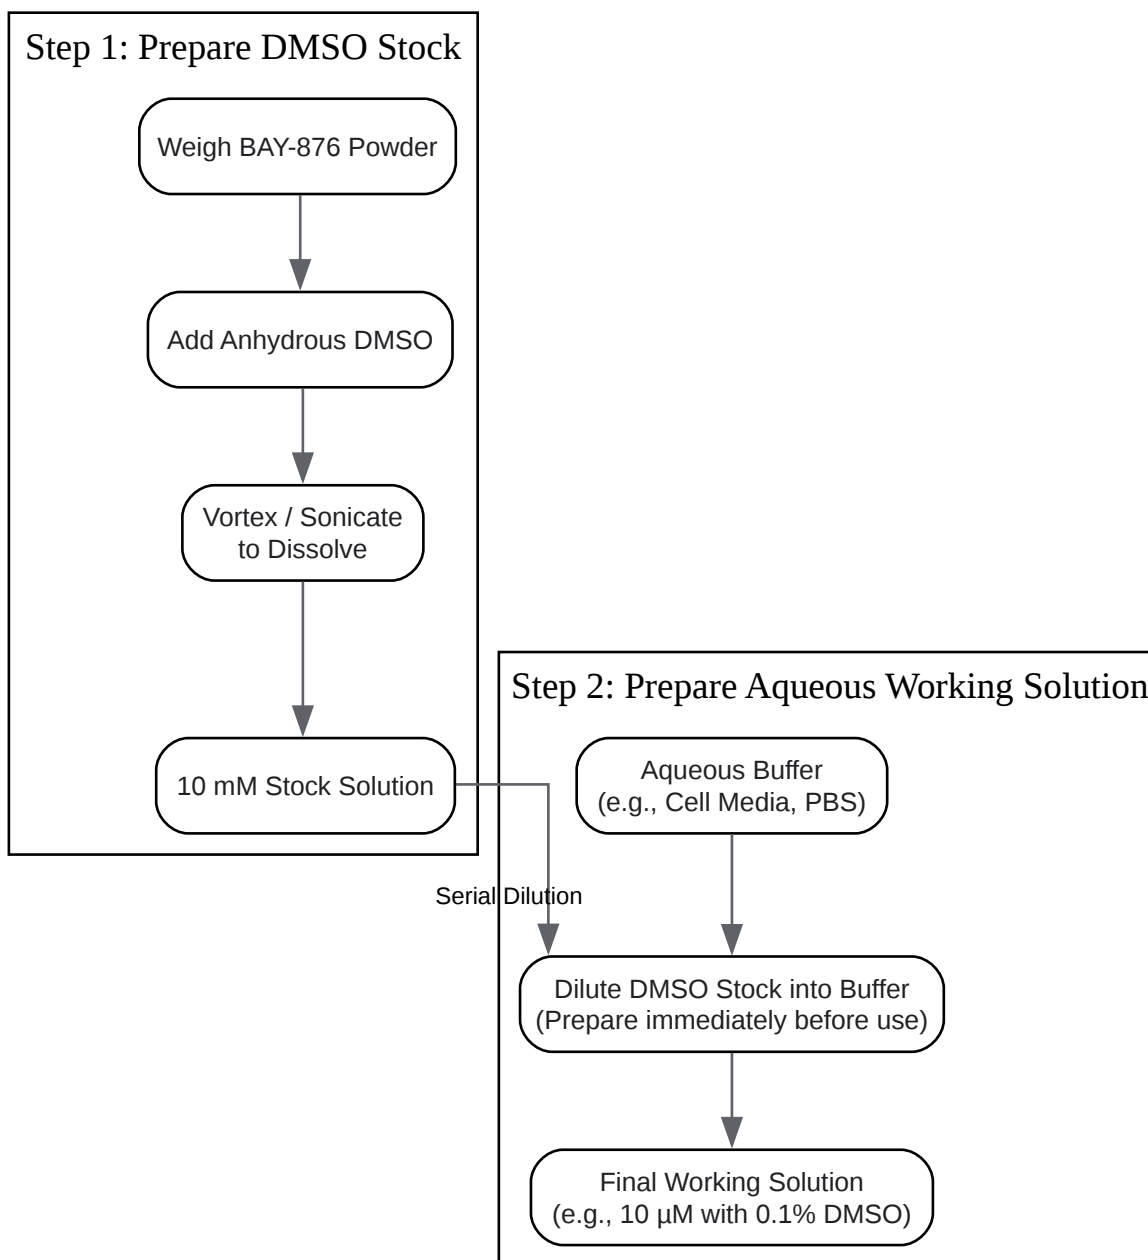 Step 1: Prepare DMSO Stock
Weigh BAY-876 Powder
Add Anhydrous DMSO
Vortex / Sonicate
to Dissolve
10 mM Stock Solution
Serial Dilution
Step 2: Prepare Aqueous Working Solution
Aqueous Buffer
(e.g., Cell Media, PBS)
Dilute DMSO Stock into Buffer
(Prepare immediately before use)
Final Working Solution
(e.g., 10 µM with 0.1% DMSO)